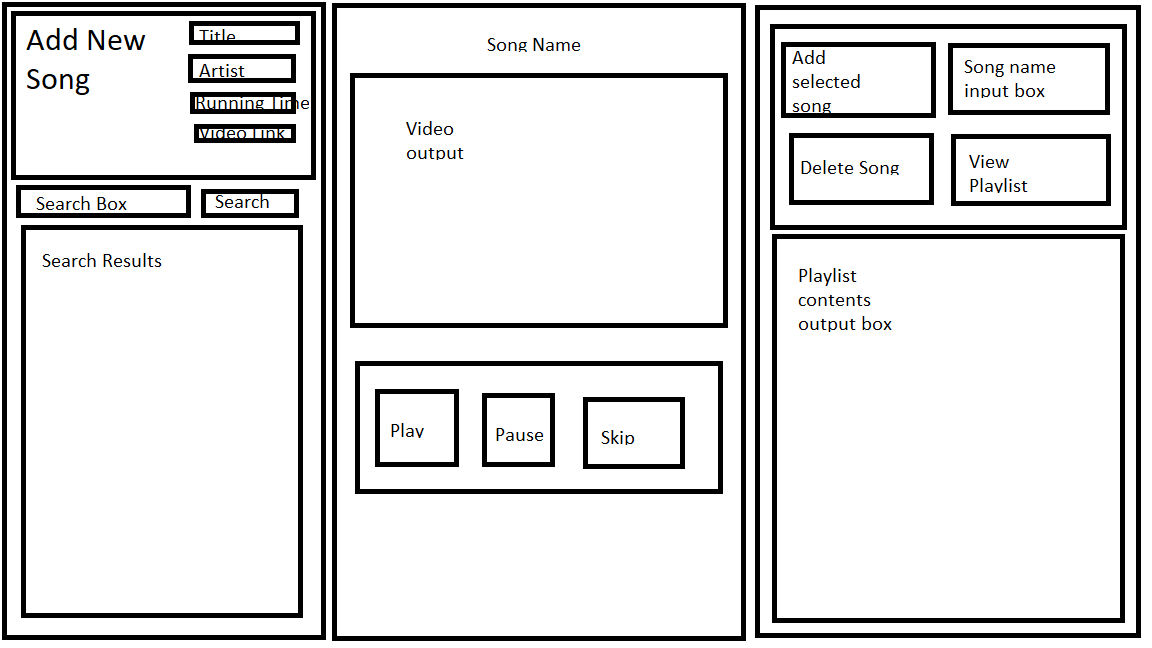 Add New
Song
Title
Artist
Running Time
Video Link
Search Box
Search
Search Results
Song Name
Video
output
Play
Pause
Skip
Add
selected
song
Song name
input box
Delete Song
View
Playlist
Playlist
contents
output box